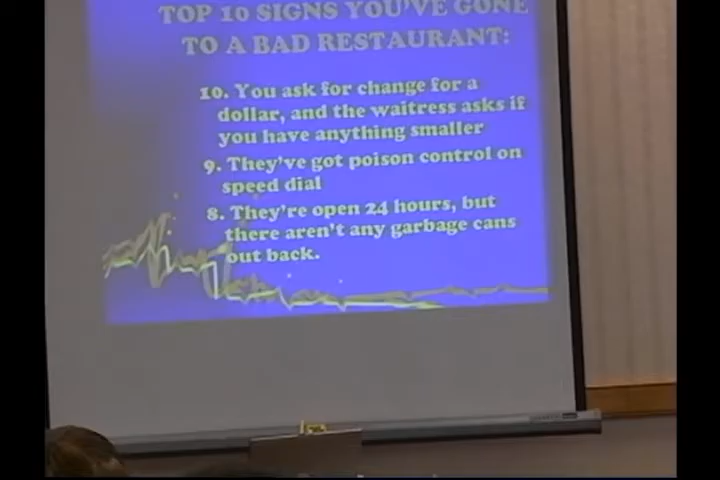 TOP 10 SIGNS YOU'VE GONE
TO A BAD RESTAURANT:
10. You ask for change for a
dollar, and the waitress asks if
you have anything smaller
9. They've got poison control on
speed dial
8. They're open 24 hours, but
there aren't any garbage cans
out back.